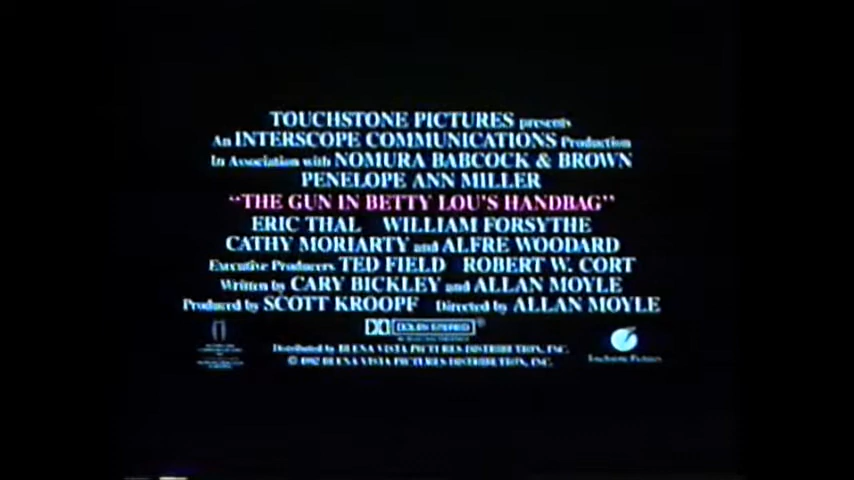 TOUCHSTONE PICTURES presents
An INTERSCOPE COMMUNICATIONS Production
In Association with NOMURA BABCOCK & BROWN
PENELOPE ANN MILLER
"THE GUN IN BETTY LOU'S HANDBAG"
ERIC THAL WILLIAM FORSYTHE
CATHY MORIARTY and ALFRE WOODARD
Executive Producers TED FIELD ROBERT W. CORT
Written by CARY BICKLEY and ALLAN MOYLE
Produced by SCOTT KROOPF Directed by ALLAN MOYLE
DOLBY STEREO ®
Distributed by BUENA VISTA PICTURES DISTRIBUTION, INC.
© 1992 BUENA VISTA PICTURES DISTRIBUTION, INC.
Touchstone Pictures